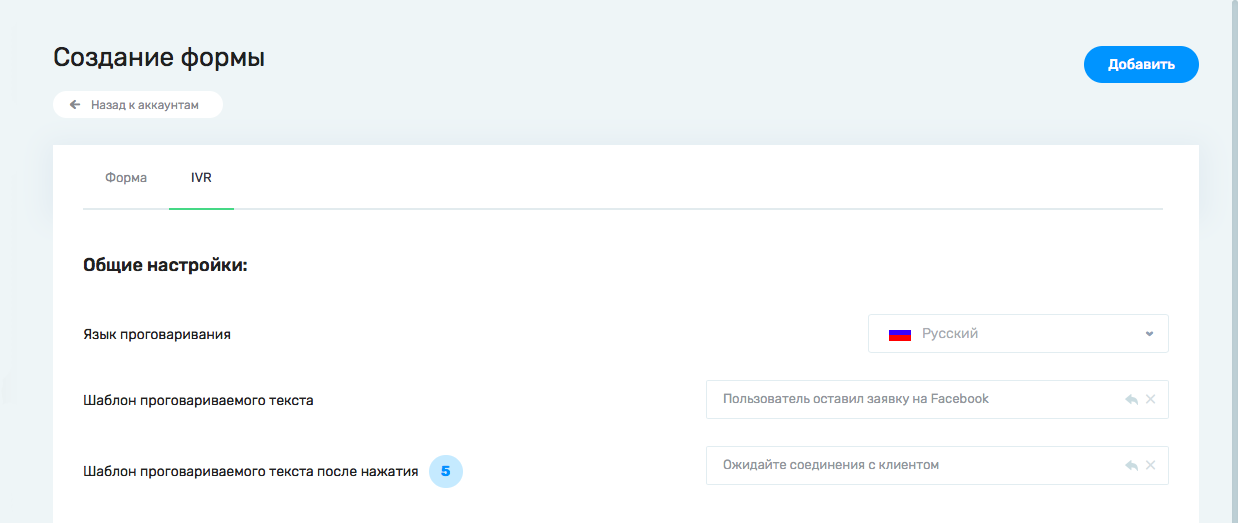 Создание формы
Добавить
Назад к аккаунтам
Форма
IVR
Общие настройки:
Язык проговаривания
Русский
Шаблон проговариваемого текста
Пользователь оставил заявку на Facebook
Шаблон проговариваемого текста после нажатия 5
Ожидайте соединения с клиентом